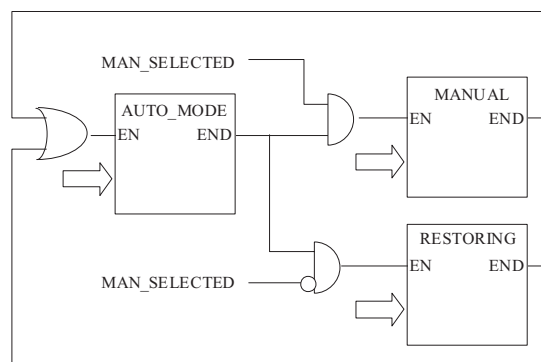 MAN_SELECTED
AUTO_MODE
EN END
MANUAL
EN END
MAN_SELECTED
RESTORING
EN END